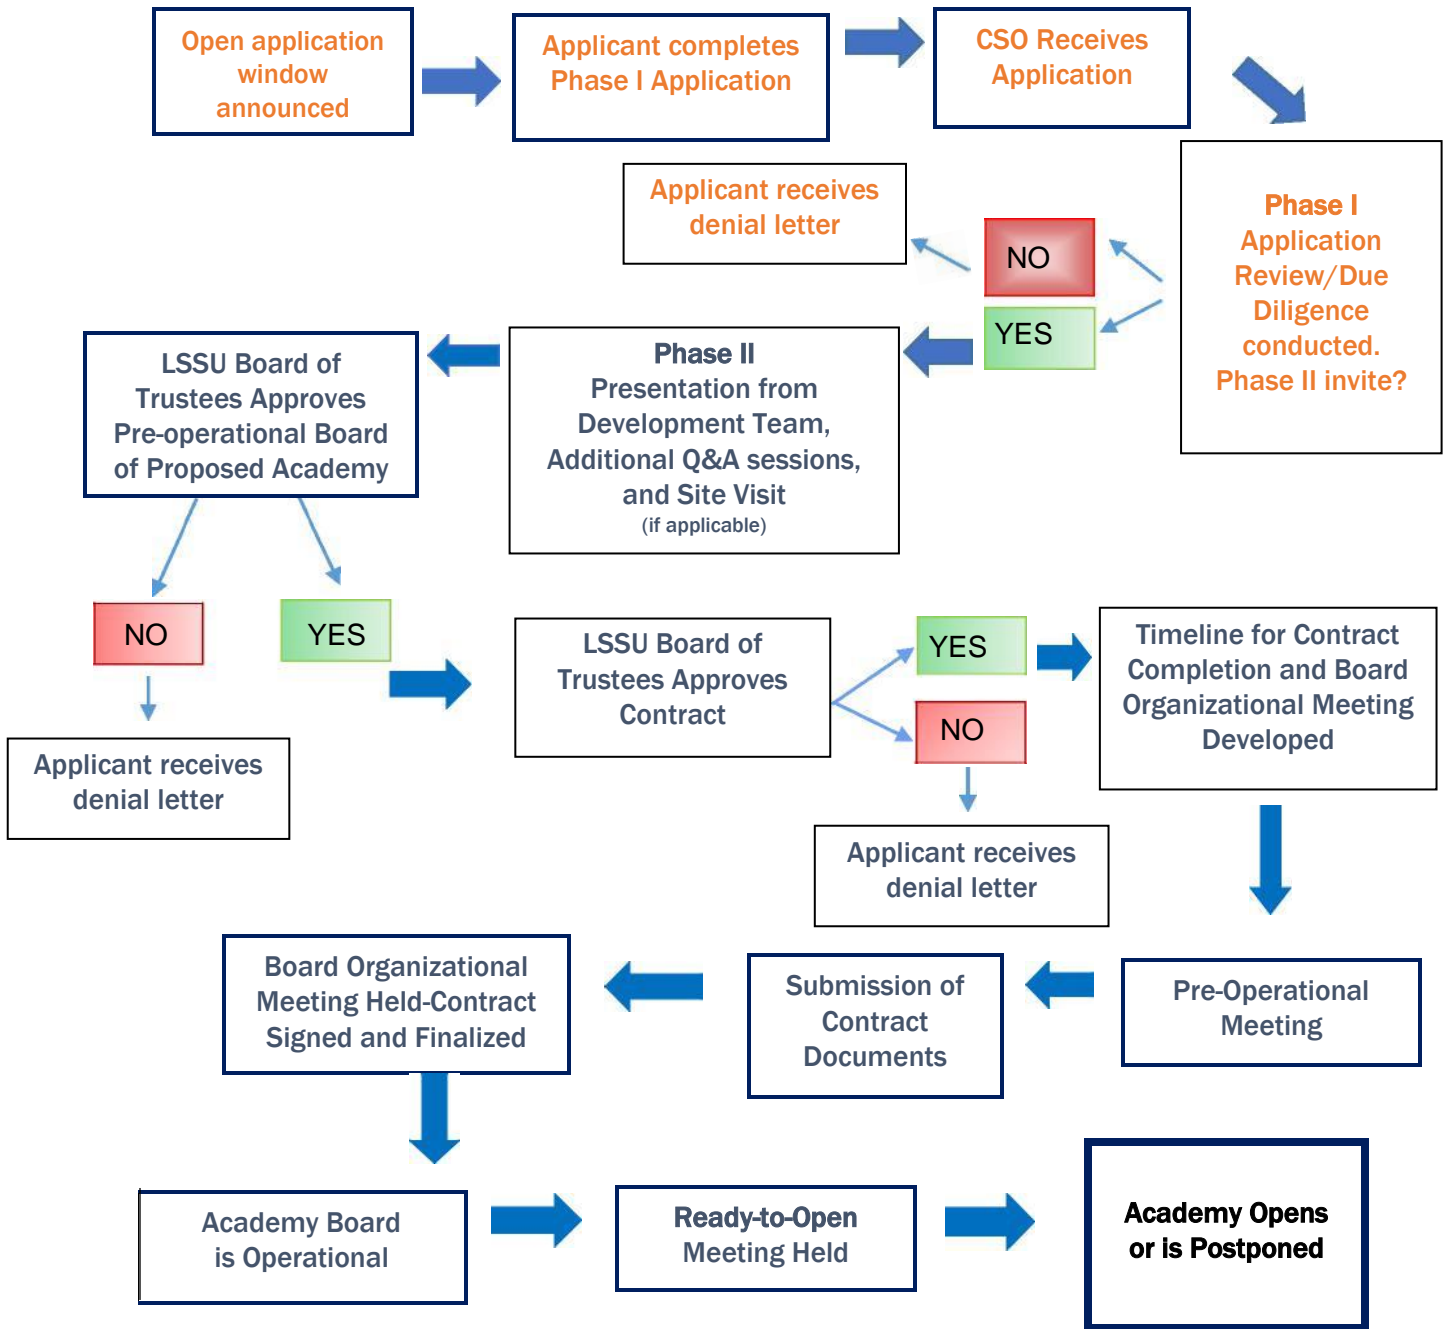 Open application
window
announced
Applicant completes
Phase I Application
CSO Receives
Application
Phase I
Application
Review/Due
Diligence
conducted.
Phase II invite?
NO
Applicant receives
denial letter
YES
Phase II
Presentation from
Development Team,
Additional Q&A sessions,
and Site Visit
(if applicable)
LSSU Board of
Trustees Approves
Pre-operational Board
of Proposed Academy
NO
Applicant receives
denial letter
YES
LSSU Board of
Trustees Approves
Contract
YES
NO
Applicant receives
denial letter
Timeline for Contract
Completion and Board
Organizational Meeting
Developed
Pre-Operational
Meeting
Submission of
Contract
Documents
Board Organizational
Meeting Held-Contract
Signed and Finalized
Academy Board
is Operational
Ready-to-Open
Meeting Held
Academy Opens
or is Postponed